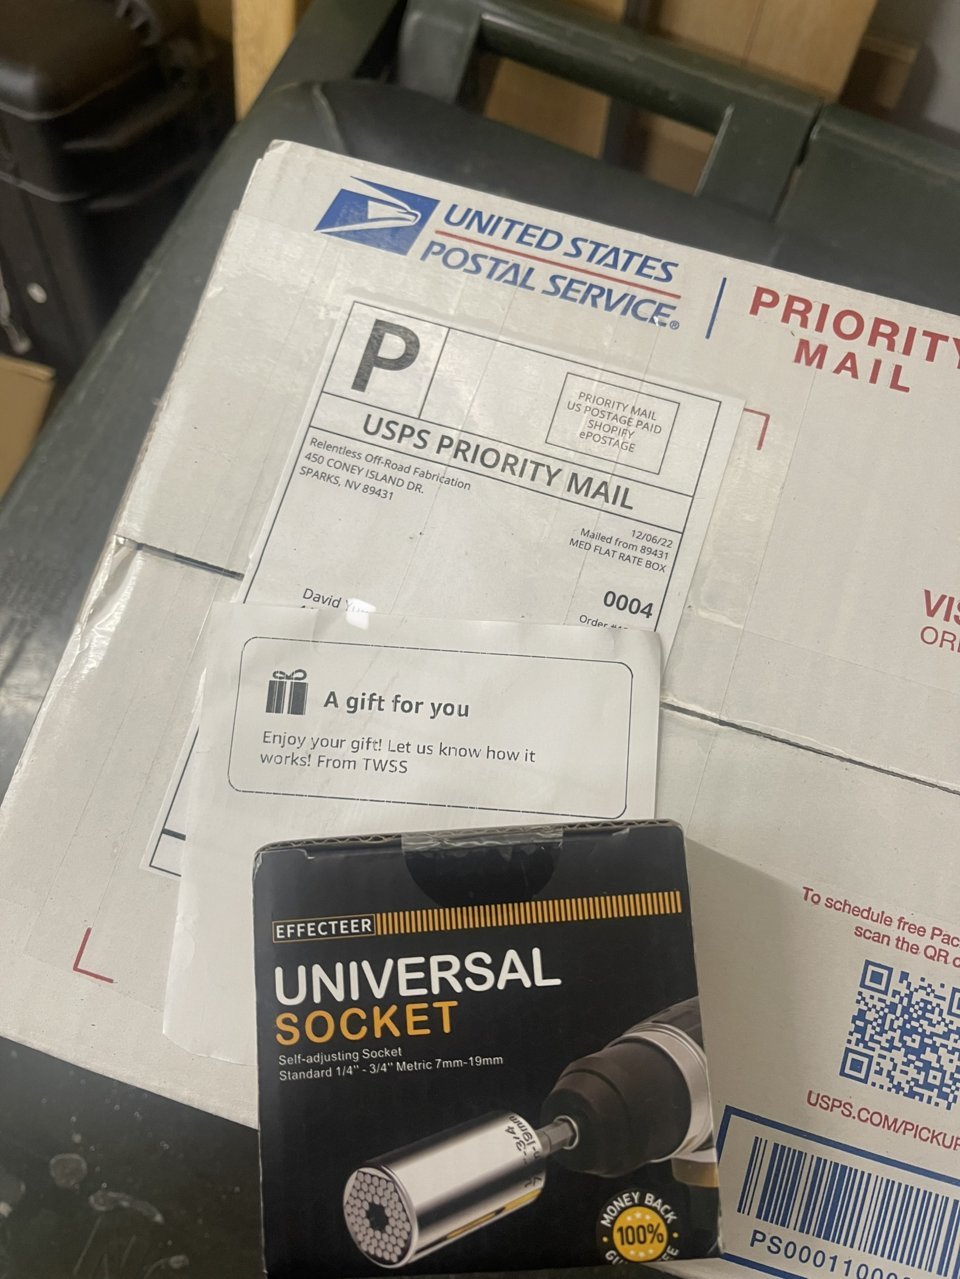 UNITED STATES
POSTAL SERVICE®
PRIORITY
MAIL
P
PRIORITY MAIL
US POSTAGE PAID
SHOPIFY
ePOSTAGE
USPS PRIORITY MAIL
Relentless Off-Road Fabrication
450 CONEY ISLAND DR.
SPARKS, NV 89431
12/06/22
Mailed from 89431
MED FLAT RATE BOX
0004
David
Order
A gift for you
Enjoy your gift! Let us know how it
works! From TWSS
EFFECTEER
UNIVERSAL
SOCKET
Self-adjusting Socket
Standard 1/4" - 3/4" Metric 7mm-19mm
MONEY BACK
100%
To schedule free
scan the QR
USPS.COM/PICKUP